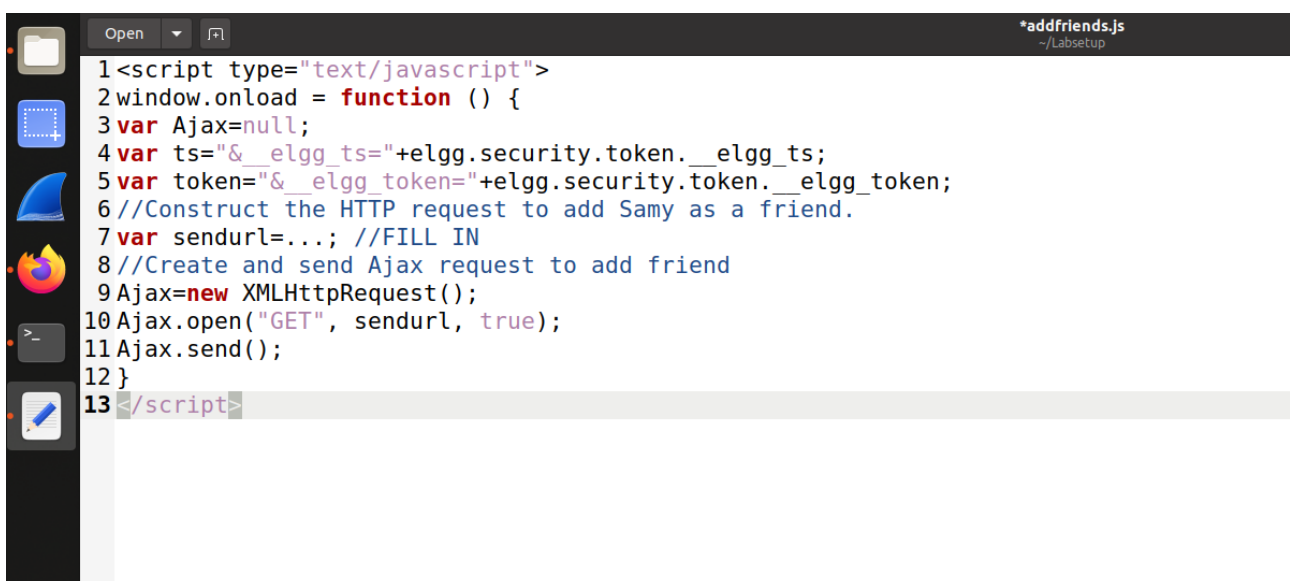 Open
*addfriends.js
~/Labsetup
1 <script type="text/javascript">
2 window.onload = function () {
3 var Ajax=null;
4 var ts="&__elgg_ts="+elgg.security.token.__elgg_ts;
5 var token="&__elgg_token="+elgg.security.token.__elgg_token;
6 //Construct the HTTP request to add Samy as a friend.
7 var sendurl=...; //FILL IN
8 //Create and send Ajax request to add friend
9 Ajax=new XMLHttpRequest();
10 Ajax.open("GET", sendurl, true);
11 Ajax.send();
12 }
13 </script>